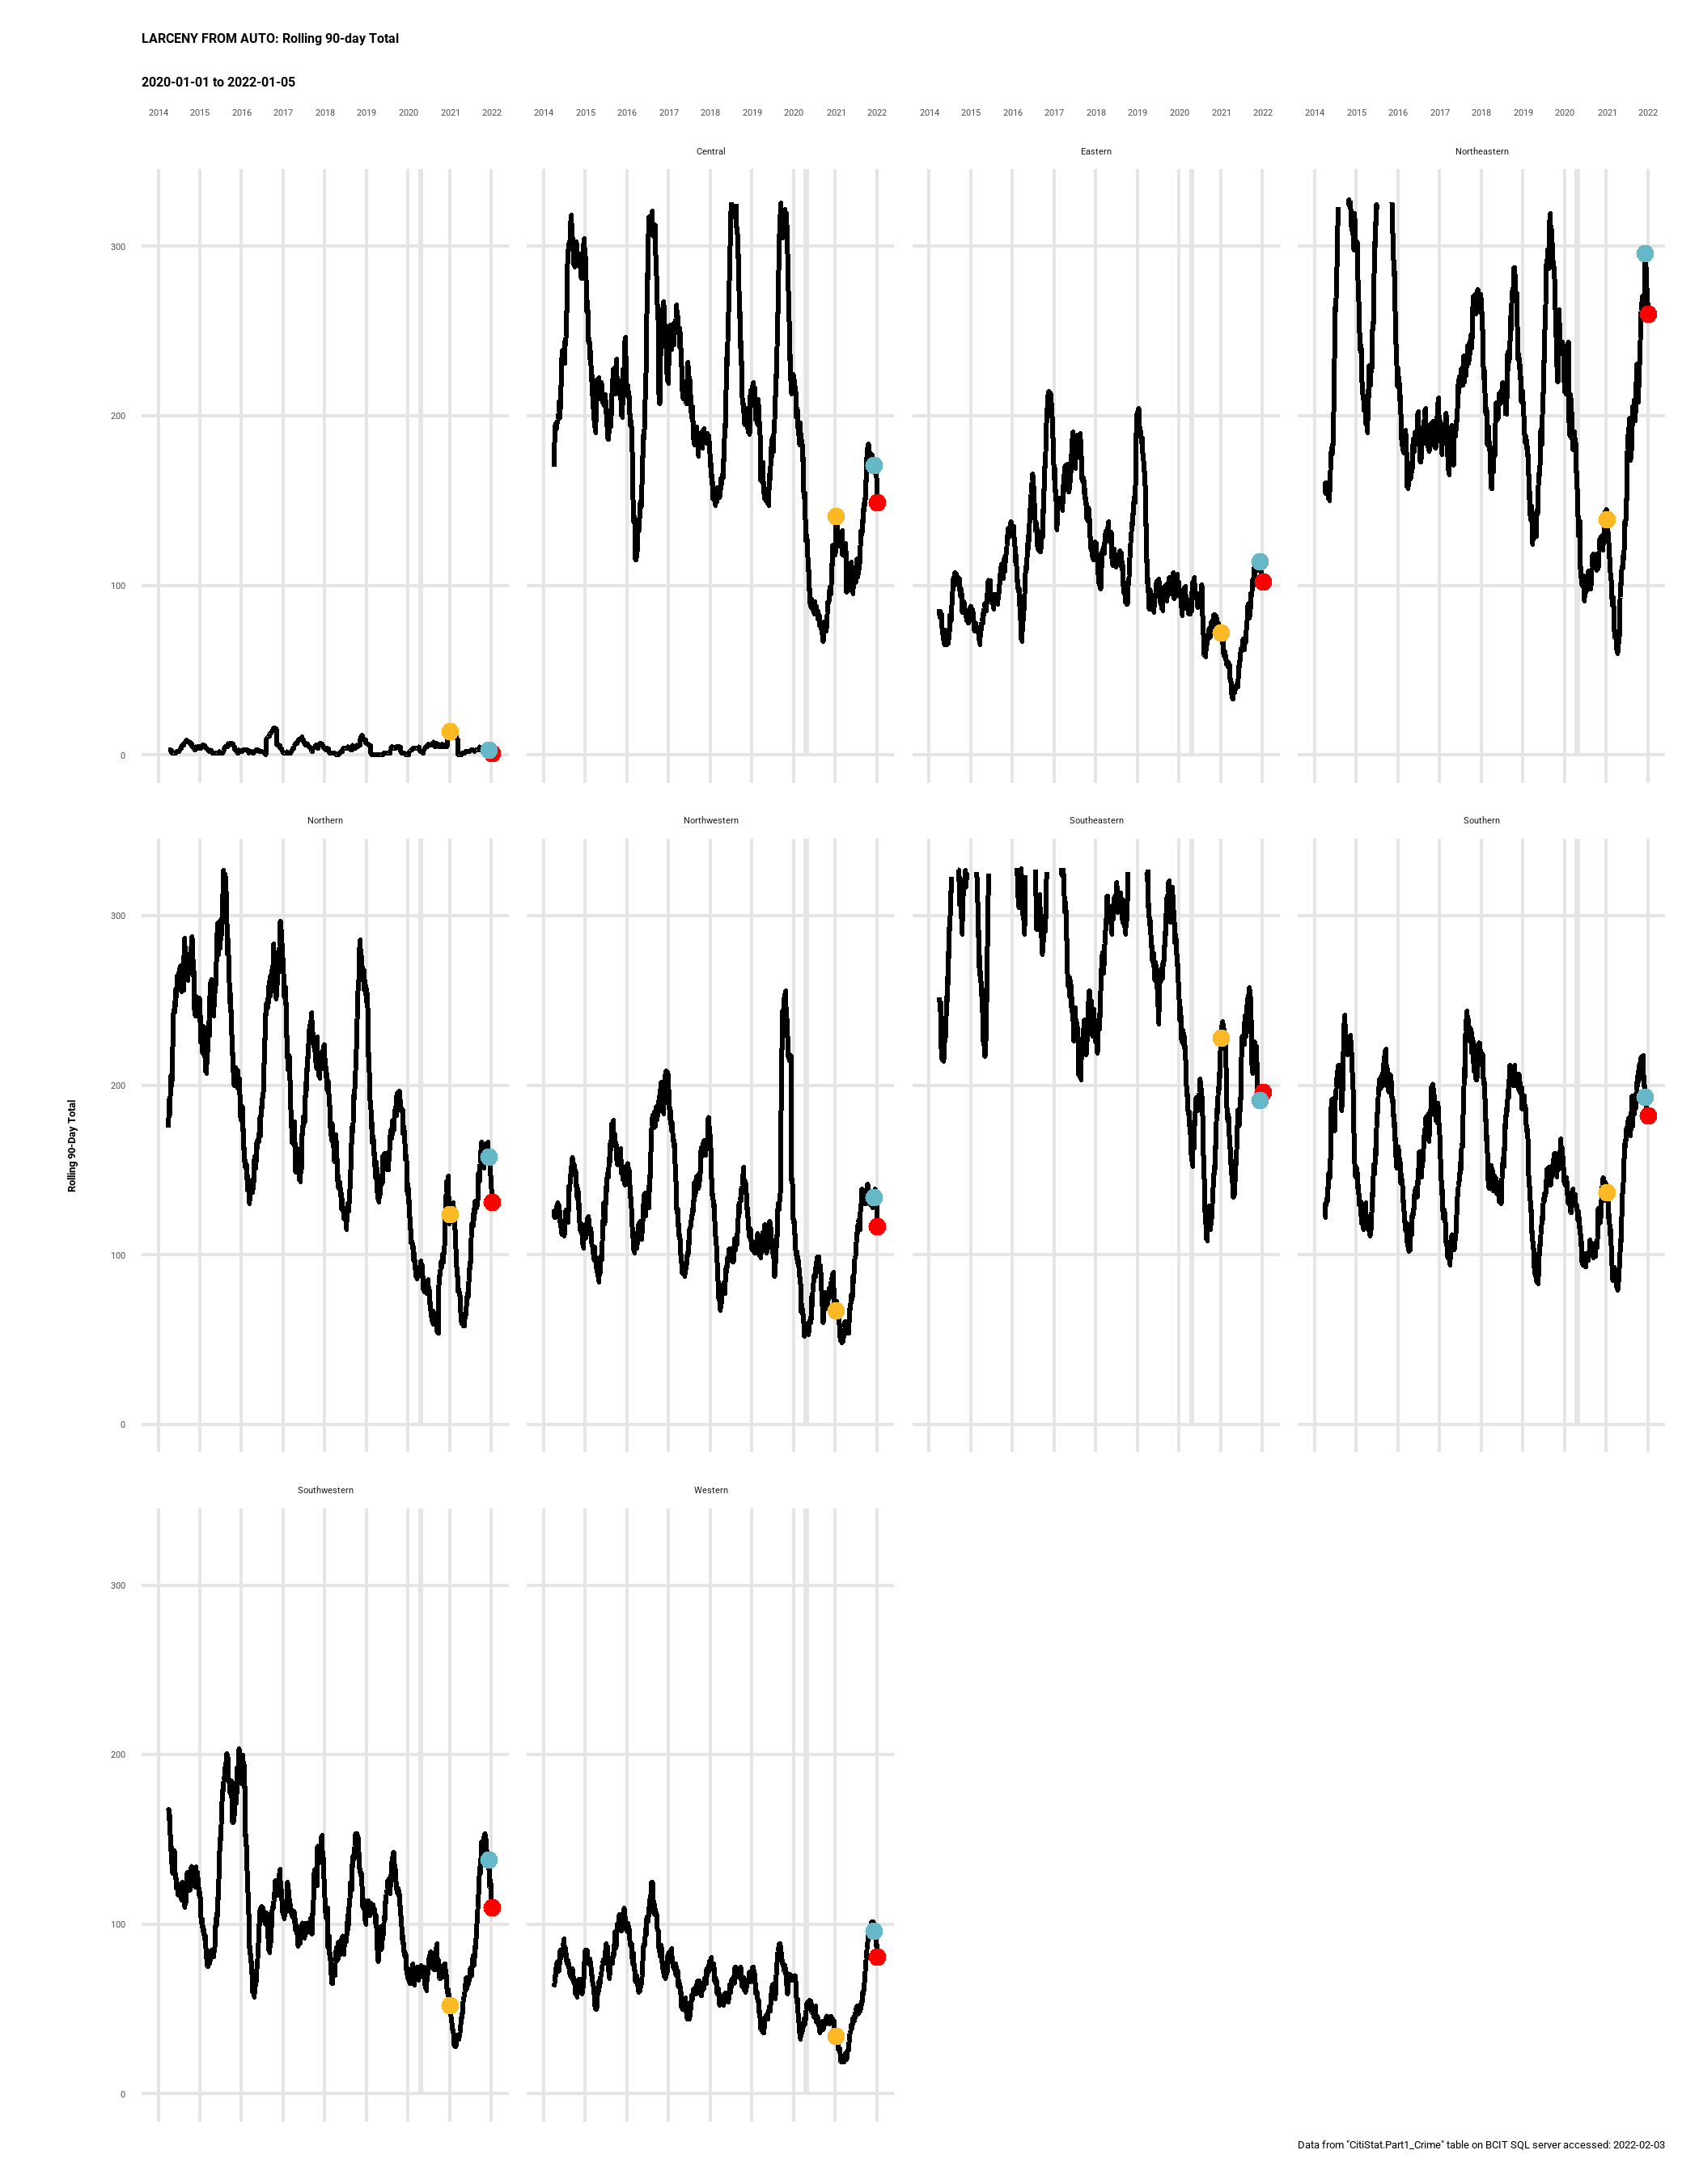 LARCENY FROM AUTO: Rolling 90-day Total
2020-01-01 to 2022-01-05
2014 2015 2016 2017 2018 2019 2020 2021 2022 2014 2015 2016 2017 2018 2019 2020 2021 2022 2014 2015 2016 2017 2018 2019 2020 2021 2022 2014 2015 2016 2017 2018 2019 2020 2021 2022
Central Eastern Northeastern
300
200
100
0
Northern Northwestern Southeastern Southern
300
200
100
0
Rolling 90-Day Total
Southwestern Western
300
200
100
0
Data from "CitiStat.Part1_Crime" table on BCIT SQL server accessed: 2022-02-03